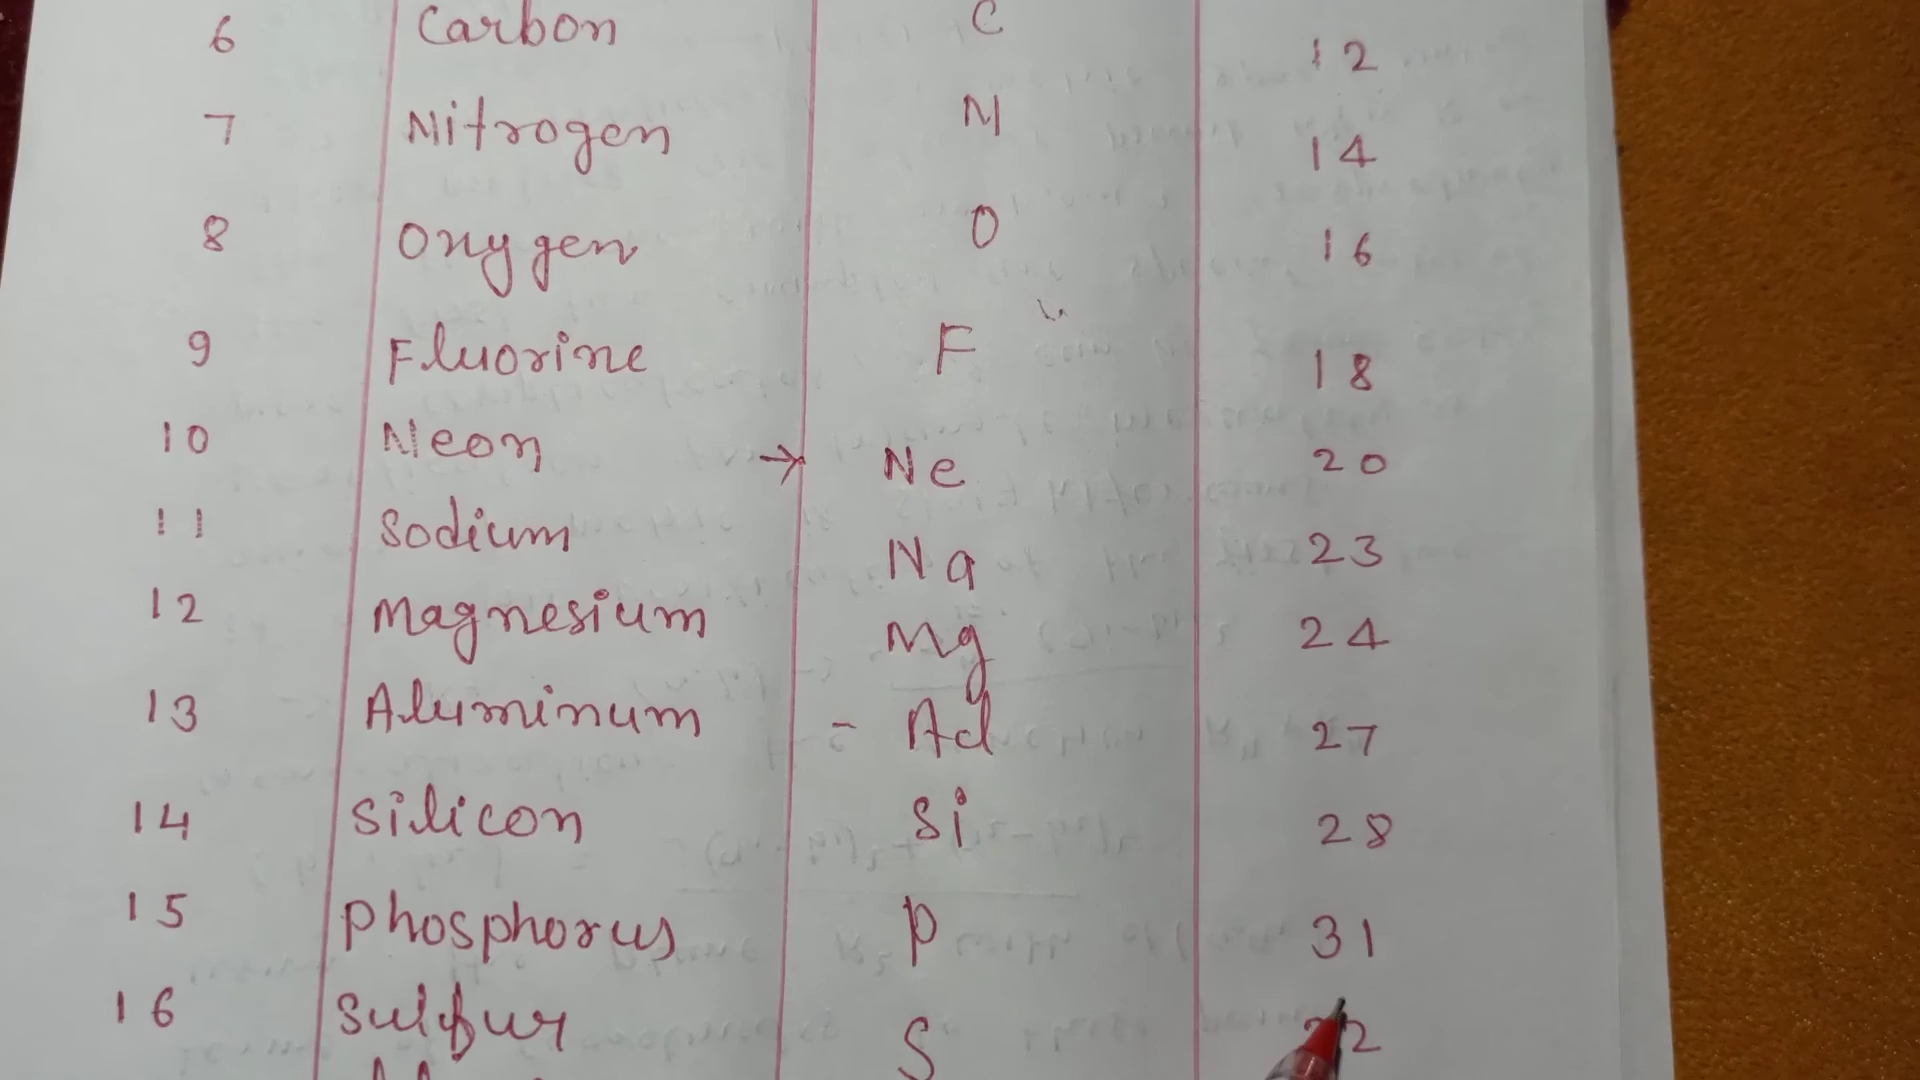 6 Carbon C 12
7 Nitrogen N 14
8 Oxygen O 16
9 Fluorine F 18
10 Neon → Ne 20
11 Sodium Na 23
12 Magnesium Mg 24
13 Aluminum = Al 27
14 Silicon Si 28
15 Phosphorus P 31
16 Sulfur S 32